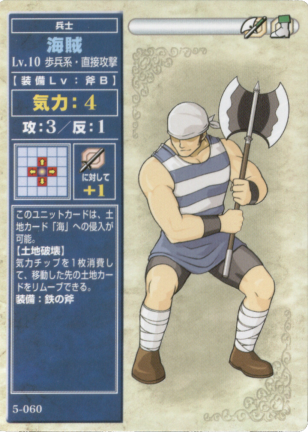 兵士
海賊
Lv.10 歩兵系・直接攻撃
【装備Lv：斧B】
気力：4
攻：3／反：1
に対して
+1
このユニットカードは、土
地カード「海」への侵入が
可能。
【土地破壊】
気力チップを1枚消費し
て、移動した先の土地カー
ドをリムーブできる。
装備：鉄の斧
5-060